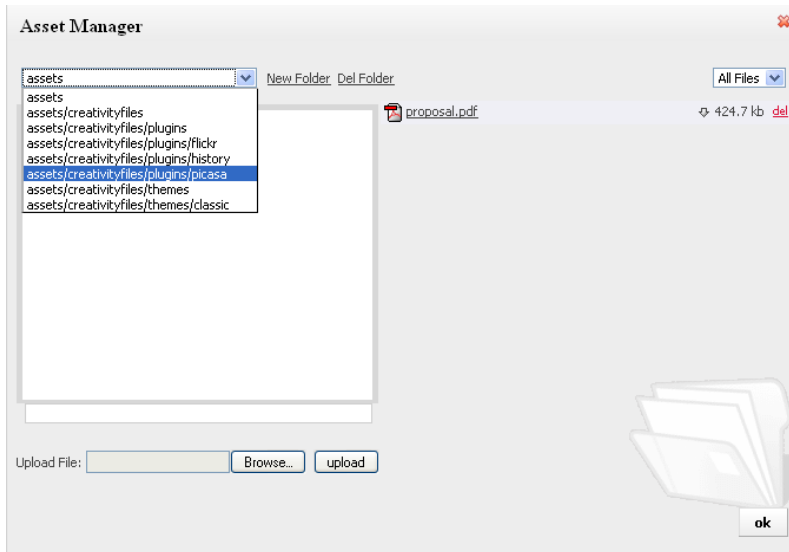 Asset Manager
assets New Folder Del Folder All Files
assets
assets/creativityfiles
assets/creativityfiles/plugins
assets/creativityfiles/plugins/flickr
assets/creativityfiles/plugins/history
assets/creativityfiles/plugins/picasa
assets/creativityfiles/themes
assets/creativityfiles/themes/classic
proposal.pdf 424.7 kb del
Upload File: Browse... upload
ok